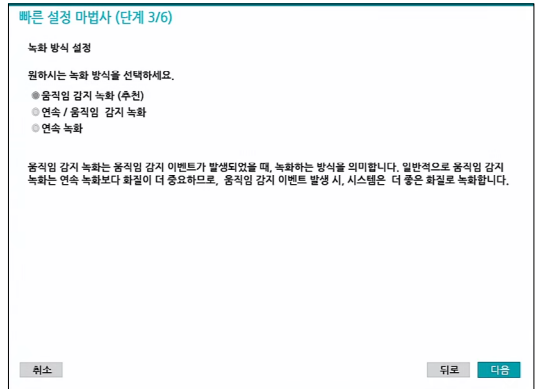 빠른 설정 마법사 (단계 3/6)
녹화 방식 설정
원하시는 녹화 방식을 선택하세요.
움직임 감지 녹화 (추천)
연속 / 움직임 감지 녹화
연속 녹화
움직임 감지 녹화는 움직임 감지 이벤트가 발생되었을 때, 녹화하는 방식을 의미합니다. 일반적으로 움직임 감지
녹화는 연속 녹화보다 화질이 더 중요하므로, 움직임 감지 이벤트 발생 시, 시스템은 더 좋은 화질로 녹화합니다.
취소 뒤로 다음